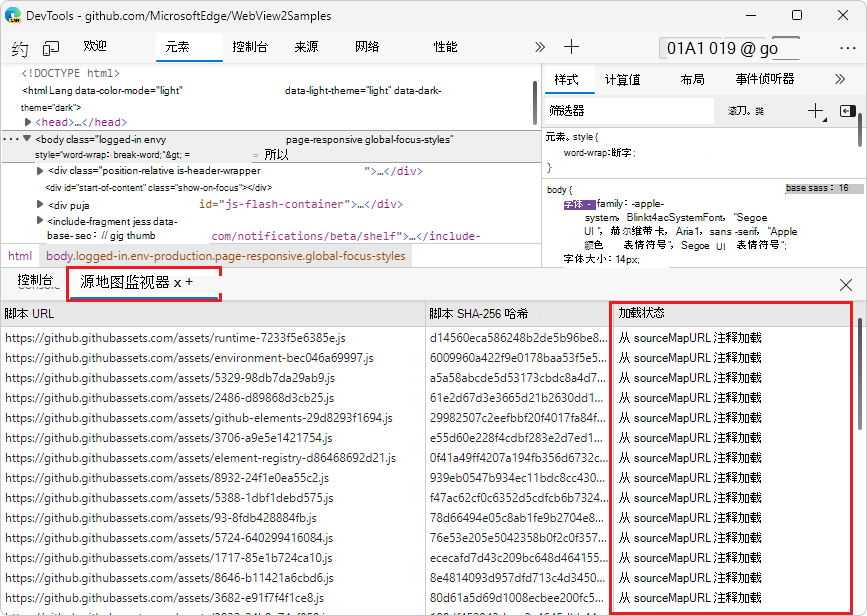 DevTools - github.com/MicrosoftEdge/WebView2Samples
约 欢迎 元素 控制台 来源 网络 性能 01A1 019 @ go
<!DOCTYPE html>
<html Lang data-color-mode="light" data-light-theme="light" data-dark-
theme="dark">
<head>…</head>
<body class="logged-in envy page-responsive global-focus-styles"
style="word-wrap: break-word;"&gt; = = 所以
<div class="position-relative is-header-wrapper ">…</div>
<div id="start-of-content" class="show-on-focus"></div>
<div puja id="js-flash-container">…</div>
<include-fragment jess data-
base- sec：// gig thumb com/notifications/beta/shelf">…</include-
html body.logged-in.env-production.page-responsive.global-focus-styles
样式 计算值 布局 事件侦听器
筛选器 滚刀。类
元素。style {
word-wrap:断字；
}
body { base sass：16
字体 - family：-apple-
system，Blinkt4acSystemFont，"Segoe
UI "，赫尔维蒂卡，Aria1，sans -serif，"Apple
颜色 表情符号"，Segoe UI 表情符号"；
字体大小：14px；
控制台 源地图监视器 x +
脚本 URL 脚本 SHA-256 哈希 加载状态
https://github.githubassets.com/assets/runtime-7233f5e6385e.js d14560eca586248b2de5b96be8... 从 sourceMapURL 注释加载
https://github.githubassets.com/assets/environment-bec046a69997.js 6009960a422f9e0178baa53f5e5... 从 sourceMapURL 注释加载
https://github.githubassets.com/assets/5329-98db7da29ab9.js a5a58abcde5d53173cbdc8a4d7... 从 sourceMapURL 注释加载
https://github.githubassets.com/assets/2486-d89868d3cb25.js 61e2d67d3e3665d21b2630dd1... 从 sourceMapURL 注释加载
https://github.githubassets.com/assets/github-elements-29d8293f1694.js 29982507c2eefbbf20f4017fa84f... 从 sourceMapURL 注释加载
https://github.githubassets.com/assets/3706-a9e5e1421754.js e55d60e228f4cdbf283e2d7ed1... 从 sourceMapURL 注释加载
https://github.githubassets.com/assets/element-registry-d86468692d21.js 0f41a49ff4207a194fb356d6732c... 从 sourceMapURL 注释加载
https://github.githubassets.com/assets/8932-24f1e0ea55c2.js 939eb0547b934ec11bdc8cc430... 从 sourceMapURL 注释加载
https://github.githubassets.com/assets/5388-1dbf1debd575.js f47ac62cf0c6352d5cdfcb6b7324... 从 sourceMapURL 注释加载
https://github.githubassets.com/assets/93-8fdb428884fb.js 78d66494e05c8ab1fe9b2704e8... 从 sourceMapURL 注释加载
https://github.githubassets.com/assets/5724-640299416084.js 76e53e205e5042358b0f2c0f357... 从 sourceMapURL 注释加载
https://github.githubassets.com/assets/1717-85e1b724ca10.js ececafd7d43c209bc648d464155... 从 sourceMapURL 注释加载
https://github.githubassets.com/assets/8646-b11421a6cbd6.js 8e4814093d957dfd713c4d3450... 从 sourceMapURL 注释加载
https://github.githubassets.com/assets/3682-e91f7f4f1ce8.js 80d61a5d69d1008ecbee200fc5... 从 sourceMapURL 注释加载